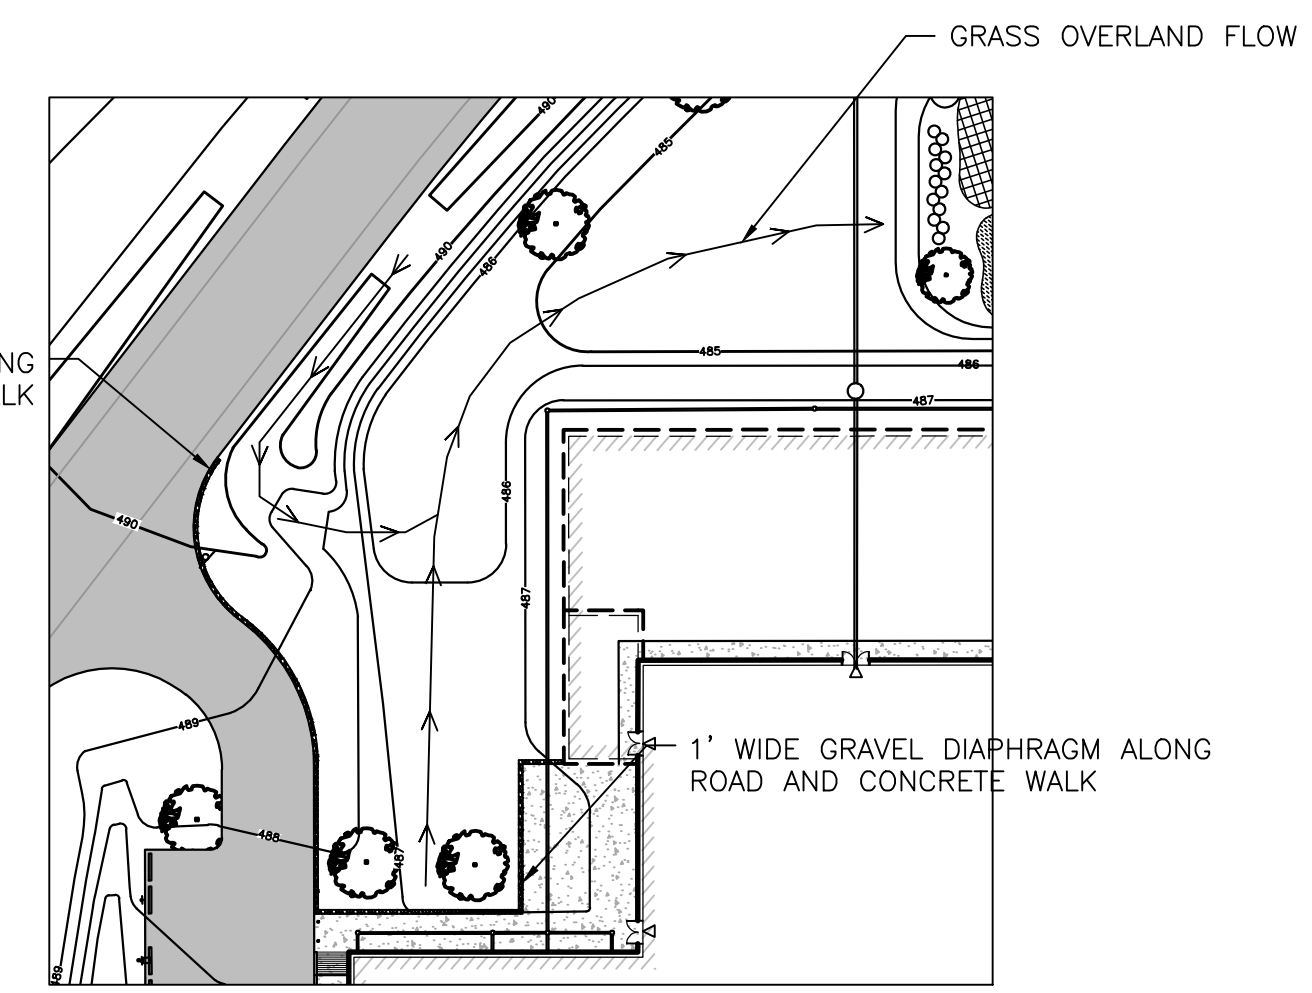 GRASS OVERLAND FLOW
490
485
490
486
NG
LK
485
486
487
486
490
487
489
1' WIDE GRAVEL DIAPHRAGM ALONG
ROAD AND CONCRETE WALK
488
487
489